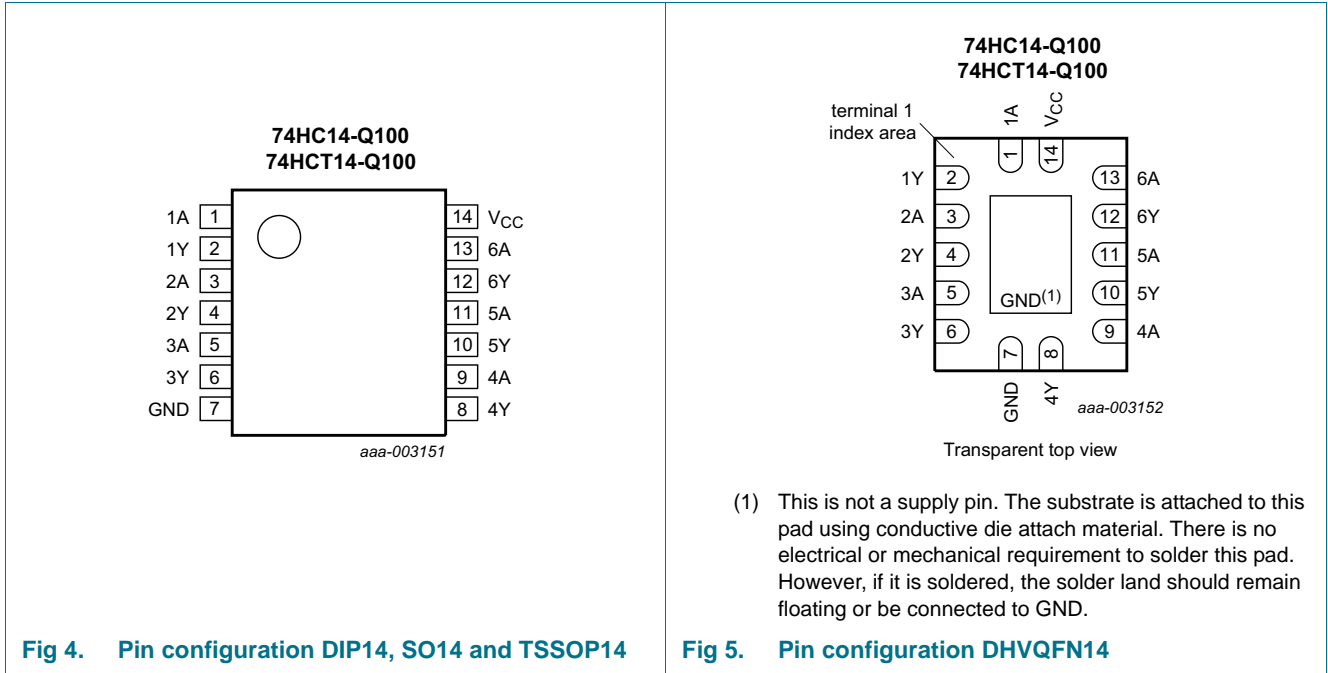 74HC14-Q100
74HCT14-Q100
1A 1 14 VCC
1Y 2 13 6A
2A 3 12 6Y
2Y 4 11 5A
3A 5 10 5Y
3Y 6 9 4A
GND 7 8 4Y
aaa-003151
Fig 4. Pin configuration DIP14, SO14 and TSSOP14
74HC14-Q100
74HCT14-Q100
terminal 1
index area
1A VCC
1 14
1Y 2 13 6A
2A 3 12 6Y
2Y 4 11 5A
3A 5 10 5Y
GND(1)
3Y 6 9 4A
7 8
GND 4Y
aaa-003152
Transparent top view
(1) This is not a supply pin. The substrate is attached to this
pad using conductive die attach material. There is no
electrical or mechanical requirement to solder this pad.
However, if it is soldered, the solder land should remain
floating or be connected to GND.
Fig 5. Pin configuration DHVQFN14